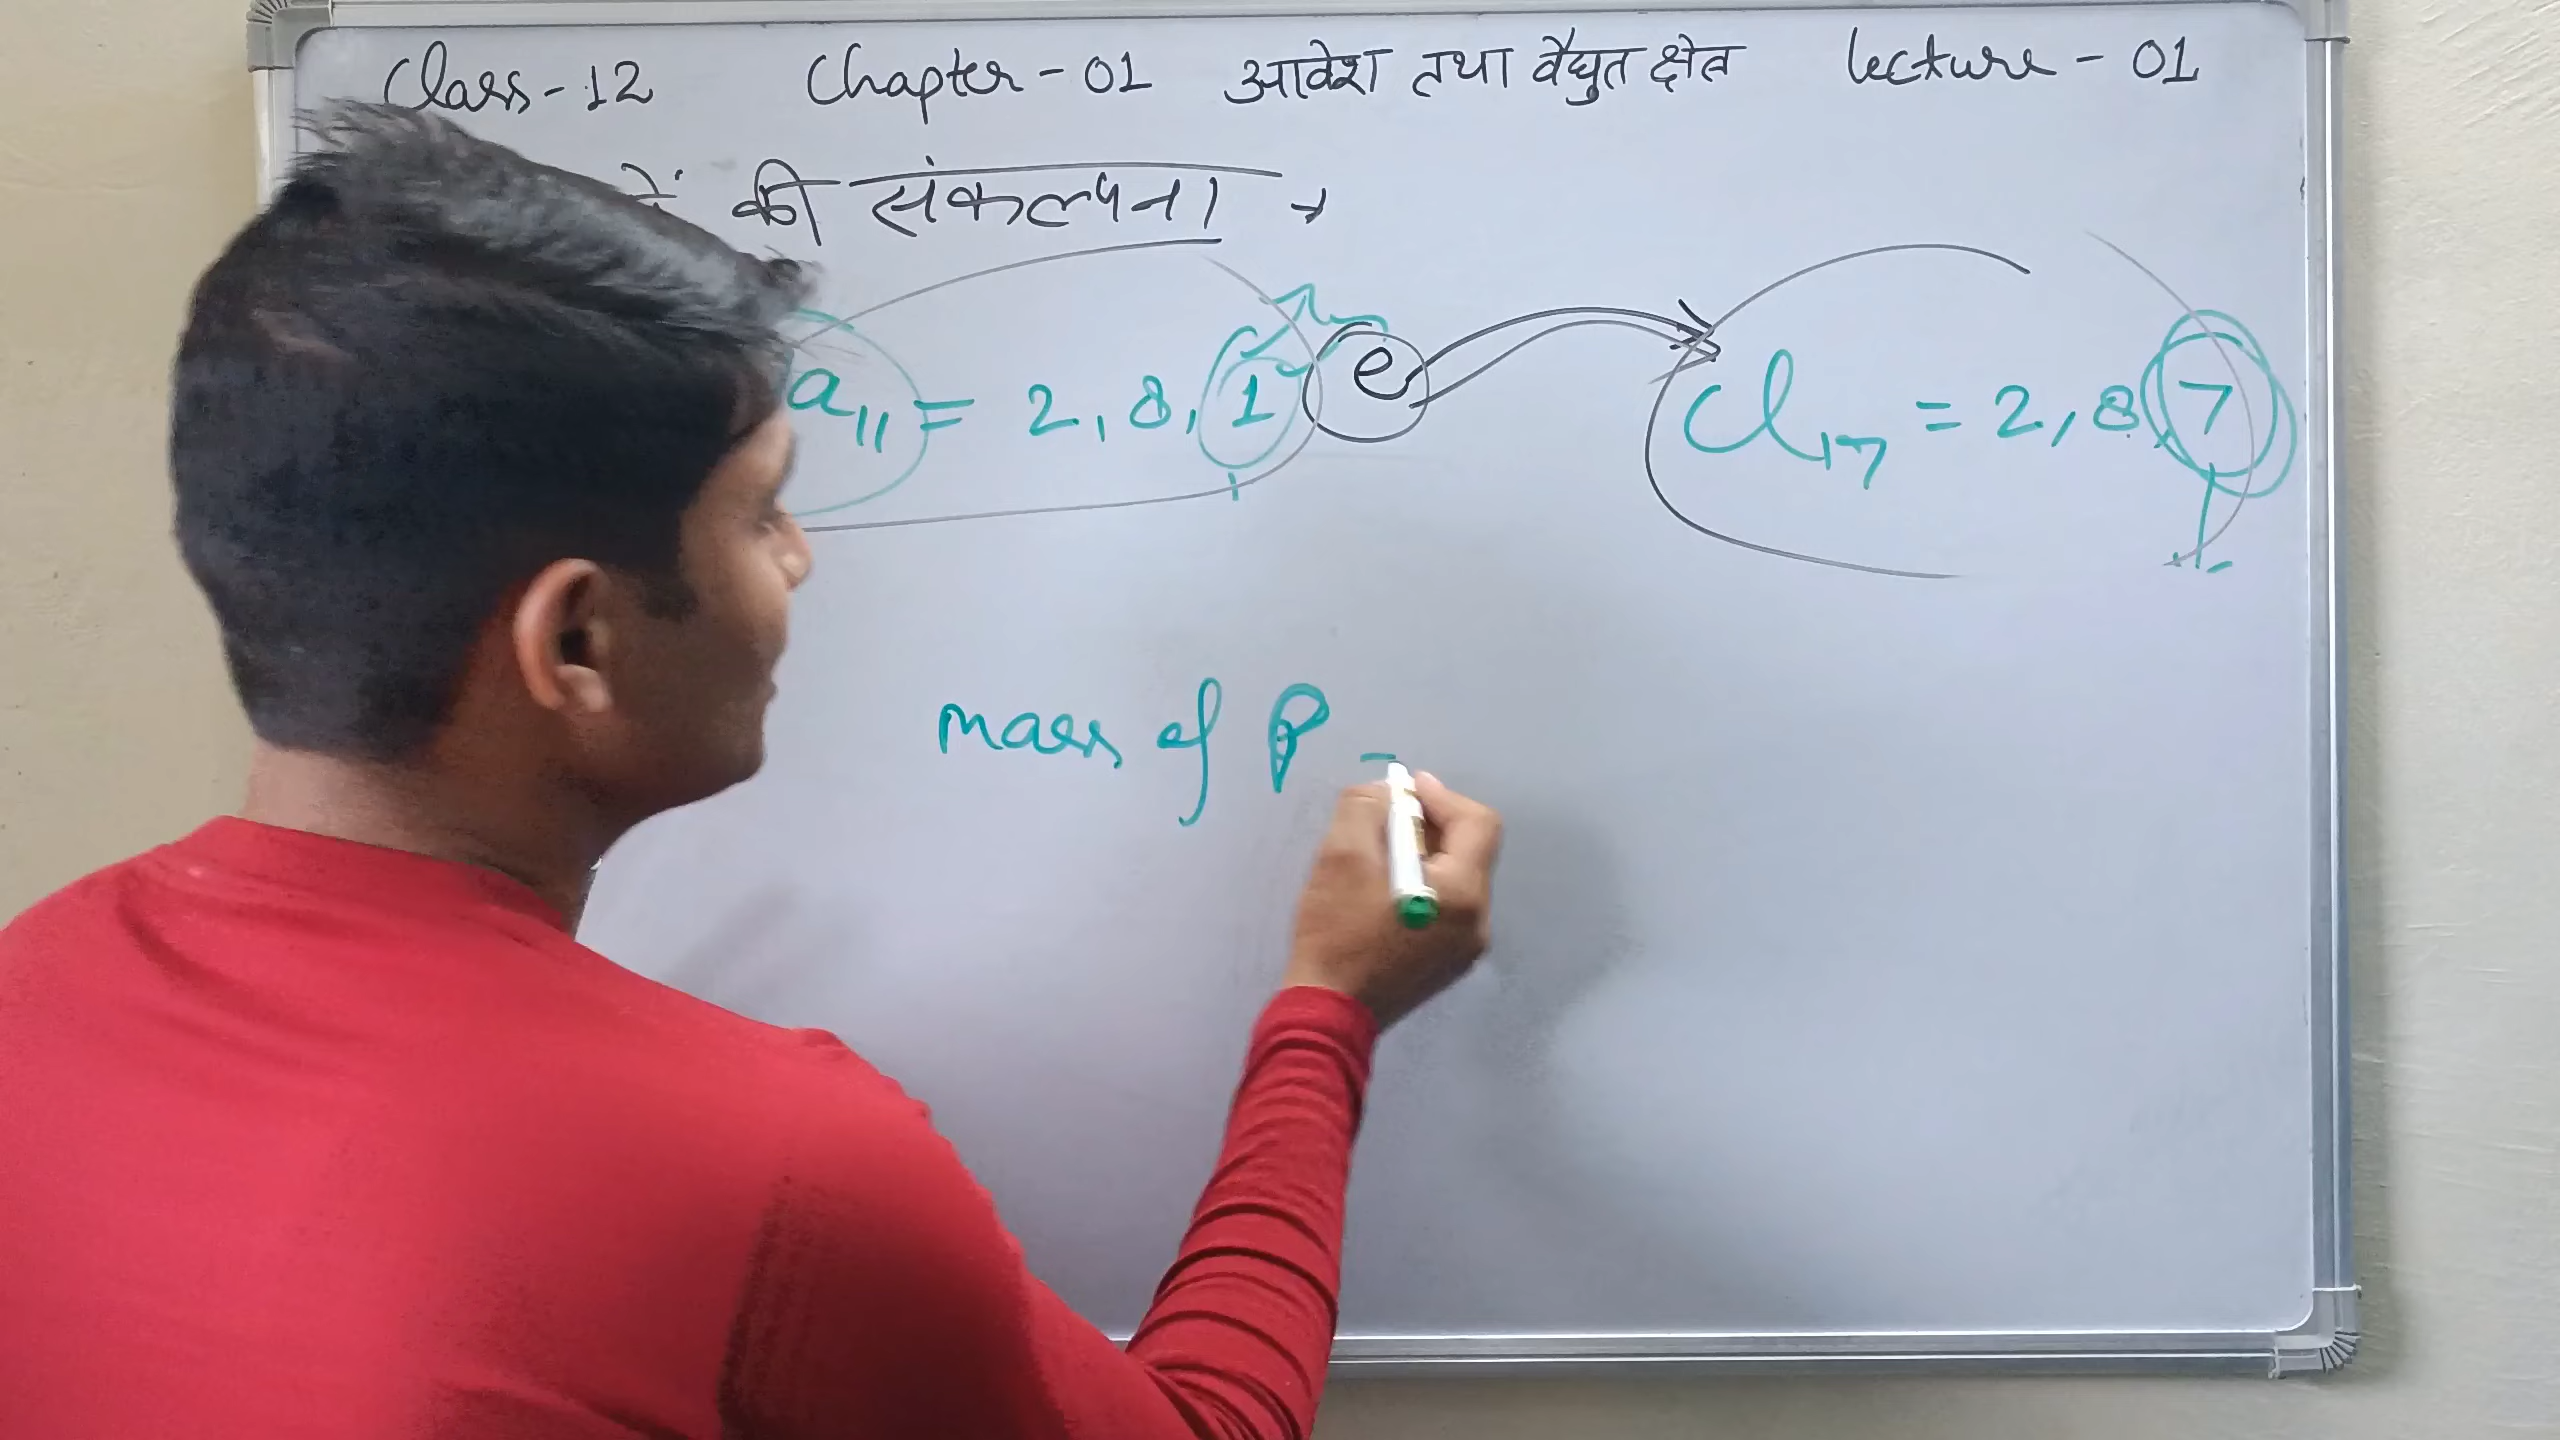 Class-12 Chapter-01 आवेश तथा वैद्युत क्षेत्र lecture-01
की संकल्पना →
a₁₁ = 2, 8, 1 e Cl₁₇ = 2, 8, 7
mass of P -